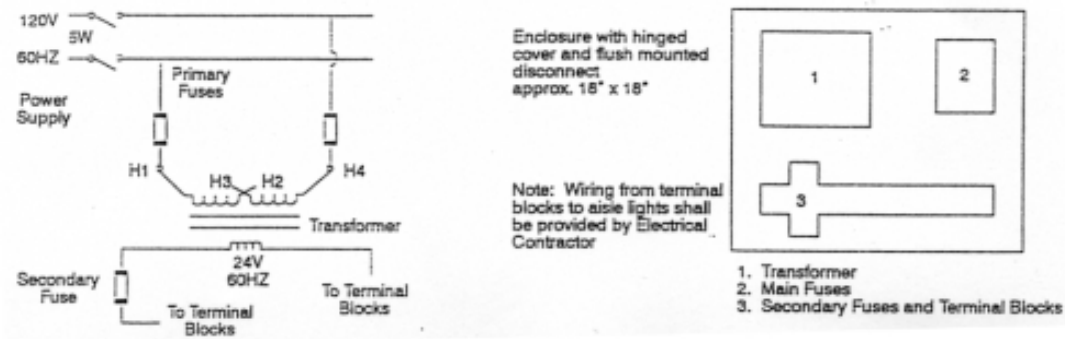 120V
SW
60HZ
Power
Supply
Primary
Fuses
H1
H3
H2
H4
Transformer
24V
60HZ
Secondary
Fuse
To Terminal
Blocks
To Terminal
Blocks
Enclosure with hinged
cover and flush mounted
disconnect
approx. 18" x 18"
Note: Wiring from terminal
blocks to aisle lights shall
be provided by Electrical
Contractor
1
2
3
1. Transformer
2. Main Fuses
3. Secondary Fuses and Terminal Blocks